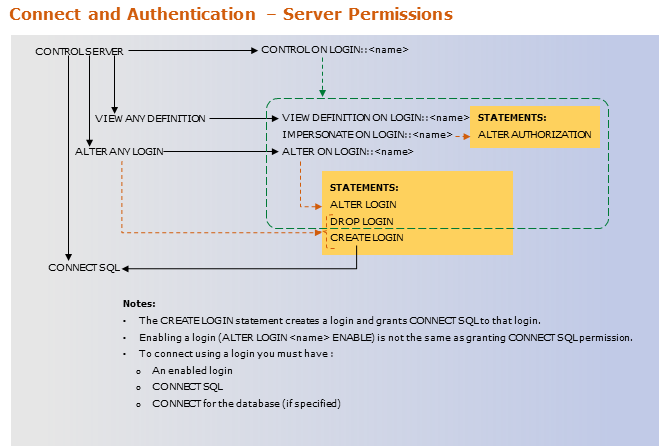 Connect and Authentication – Server Permissions
CONTROL SERVER
CONTROL ON LOGIN::<name>
VIEW ANY DEFINITION
VIEW DEFINITION ON LOGIN::<name>
STATEMENTS:
IMPERSONATE ON LOGIN::<name>
ALTER AUTHORIZATION
ALTER ANY LOGIN
ALTER ON LOGIN::<name>
STATEMENTS:
ALTER LOGIN
DROP LOGIN
CREATE LOGIN
CONNECT SQL
Notes:
• The CREATE LOGIN statement creates a login and grants CONNECT SQL to that login.
• Enabling a login (ALTER LOGIN <name> ENABLE) is not the same as granting CONNECT SQL permission.
• To connect using a login you must have :
o An enabled login
o CONNECT SQL
o CONNECT for the database (if specified)